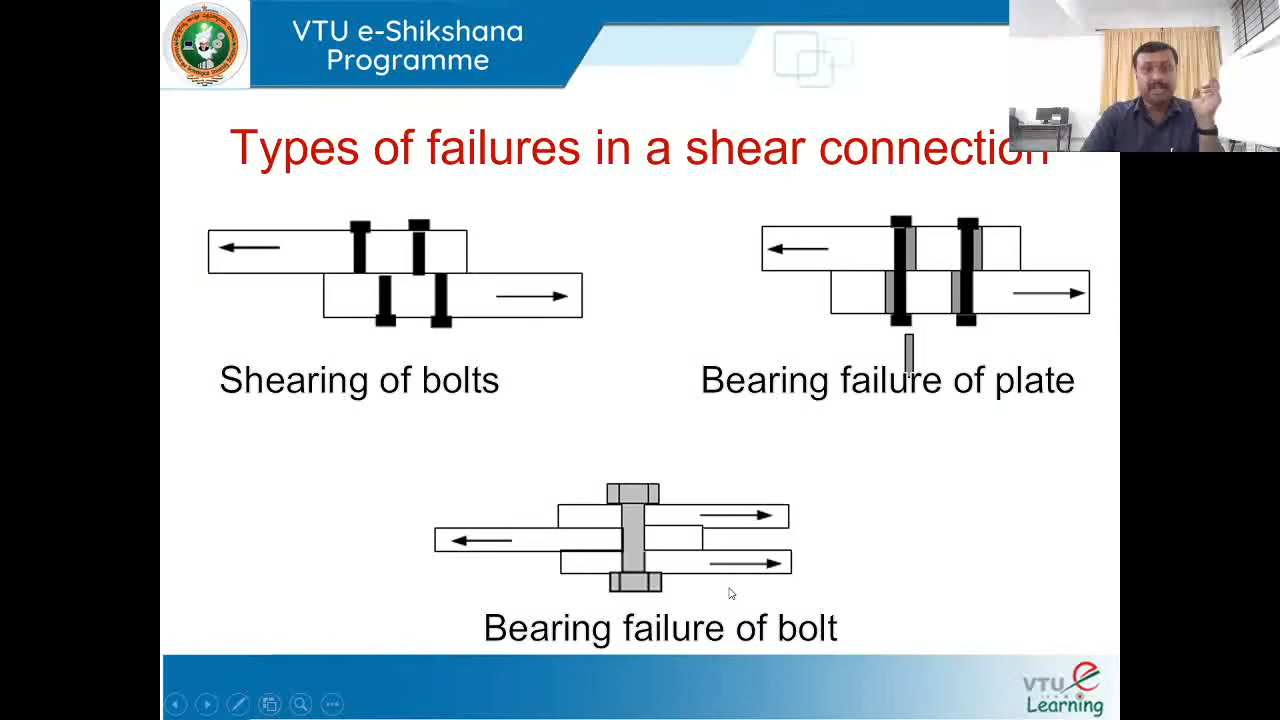 VTU e-Shikshana
Programme
Types of failures in a shear connection
Shearing of bolts
Bearing failure of plate
Bearing failure of bolt
VTU e
Learning